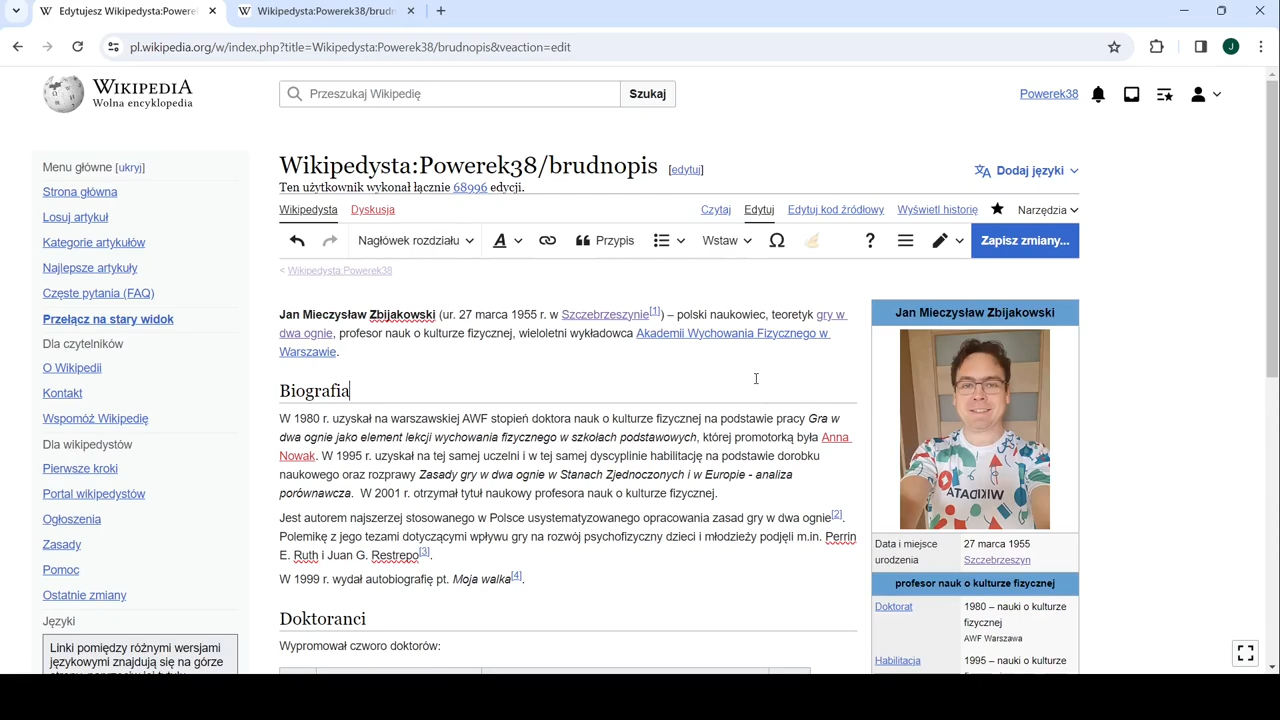 Edytujesz Wikipedysta:Powere
Wikipedysta:Powerek38/brudn
pl.wikipedia.org/w/index.php?title=Wikipedysta:Powerek38/brudnopis&veaction=edit
J
WIKIPEDIA
Wolna encyklopedia
Przeszukaj Wikipedię
Szukaj
Powerek38
Menu główne [ukryj]
Strona główna
Losuj artykuł
Kategorie artykułów
Najlepsze artykuły
Częste pytania (FAQ)
Przełącz na stary widok
Dla czytelników
O Wikipedii
Kontakt
Wspomóż Wikipedię
Dla wikipedystów
Pierwsze kroki
Portal wikipedystów
Ogłoszenia
Zasady
Pomoc
Ostatnie zmiany
Języki
Linki pomiędzy różnymi wersjami
językowymi znajdują się na górze
Wikipedysta:Powerek38/brudnopis [edytuj]
Dodaj języki
Ten użytkownik wykonał łącznie 68996 edycji.
Wikipedysta Dyskusja
Czytaj Edytuj Edytuj kod źródłowy Wyświetl historię Narzędzia
Nagłówek rozdziału A Przypis Wstaw Ω ? Zapisz zmiany...
< Wikipedysta:Powerek38
Jan Mieczysław Zbijakowski (ur. 27 marca 1955 r. w Szczebrzeszynie[1]) – polski naukowiec, teoretyk gry w
dwa ognie, profesor nauk o kulturze fizycznej, wieloletni wykładowca Akademii Wychowania Fizycznego w
Warszawie.
Biografia
W 1980 r. uzyskał na warszawskiej AWF stopień doktora nauk o kulturze fizycznej na podstawie pracy Gra w
dwa ognie jako element lekcji wychowania fizycznego w szkołach podstawowych, której promotorką była Anna
Nowak. W 1995 r. uzyskał na tej samej uczelni i w tej samej dyscyplinie habilitację na podstawie dorobku
naukowego oraz rozprawy Zasady gry w dwa ognie w Stanach Zjednoczonych i w Europie - analiza
porównawcza. W 2001 r. otrzymał tytuł naukowy profesora nauk o kulturze fizycznej.
Jest autorem najszerzej stosowanego w Polsce usystematyzowanego opracowania zasad gry w dwa ognie[2].
Polemikę z jego tezami dotyczącymi wpływu gry na rozwój psychofizyczny dzieci i młodzieży podjęli m.in. Perrin
E. Ruth i Juan G. Restrepo[3].
W 1999 r. wydał autobiografię pt. Moja walka[4].
Doktoranci
Wypromował czworo doktorów:
Jan Mieczysław Zbijakowski
Data i miejsce urodzenia
27 marca 1955
Szczebrzeszyn
profesor nauk o kulturze fizycznej
Doktorat
1980 – nauki o kulturze
fizycznej
AWF Warszawa
Habilitacja
1995 – nauki o kulturze